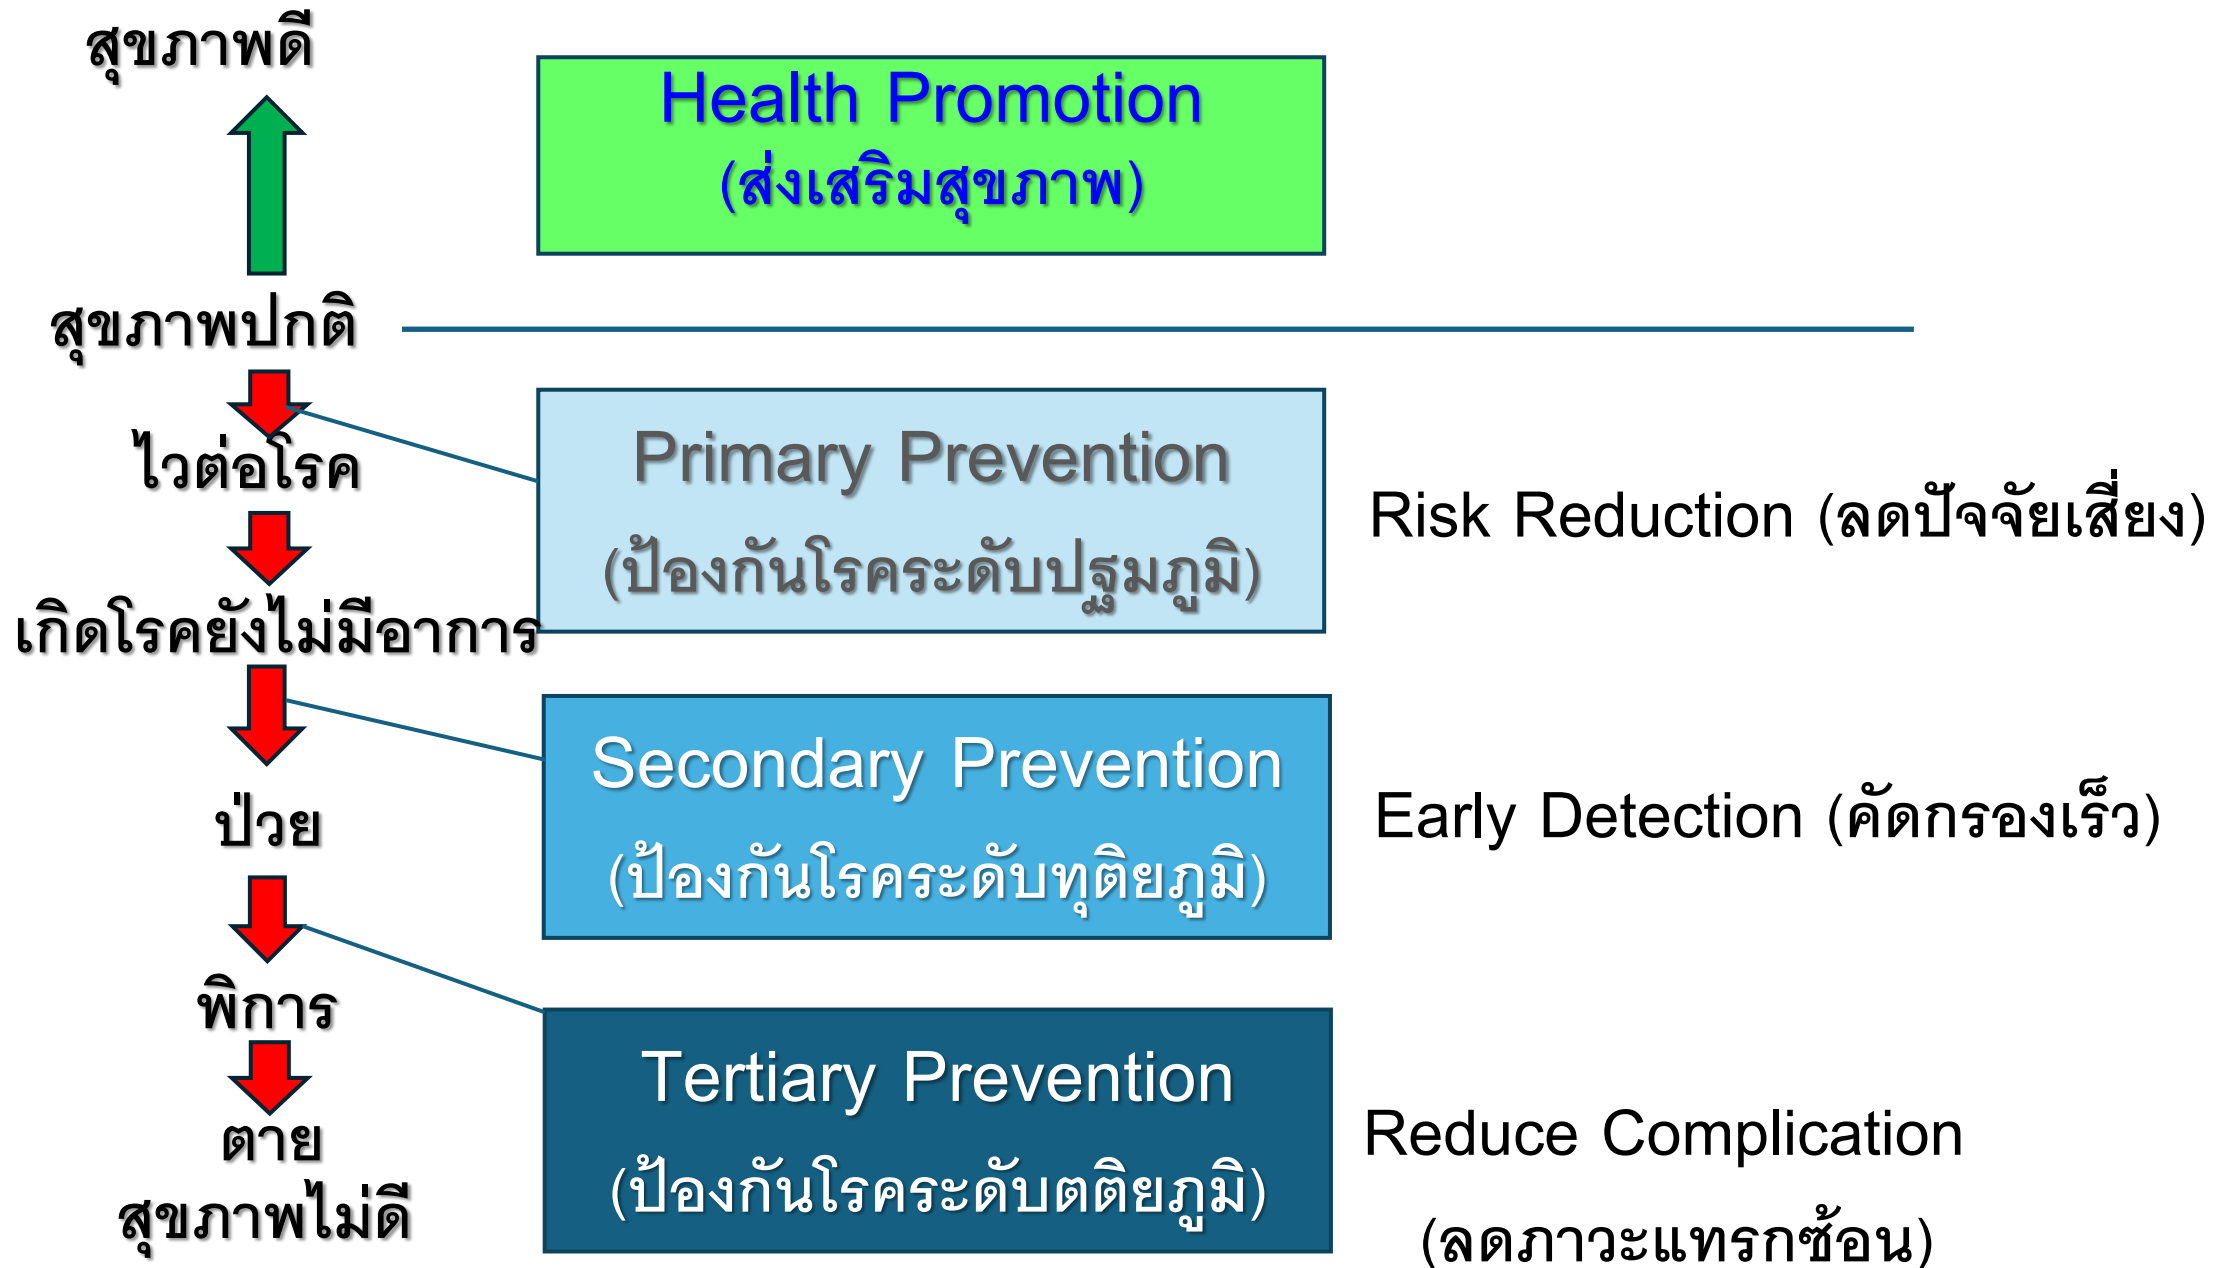 สุขภาพดี
Health Promotion
(ส่งเสริมสุขภาพ)
สุขภาพปกติ
ไวต่อโรค
Primary Prevention
(ป้องกันโรคระดับปฐมภูมิ)
Risk Reduction (ลดปัจจัยเสี่ยง)
เกิดโรคยังไม่มีอาการ
Secondary Prevention
(ป้องกันโรคระดับทุติยภูมิ)
Early Detection (คัดกรองเร็ว)
ป่วย
พิการ
Tertiary Prevention
(ป้องกันโรคระดับตติยภูมิ)
Reduce Complication
(ลดภาวะแทรกซ้อน)
ตาย
สุขภาพไม่ดี